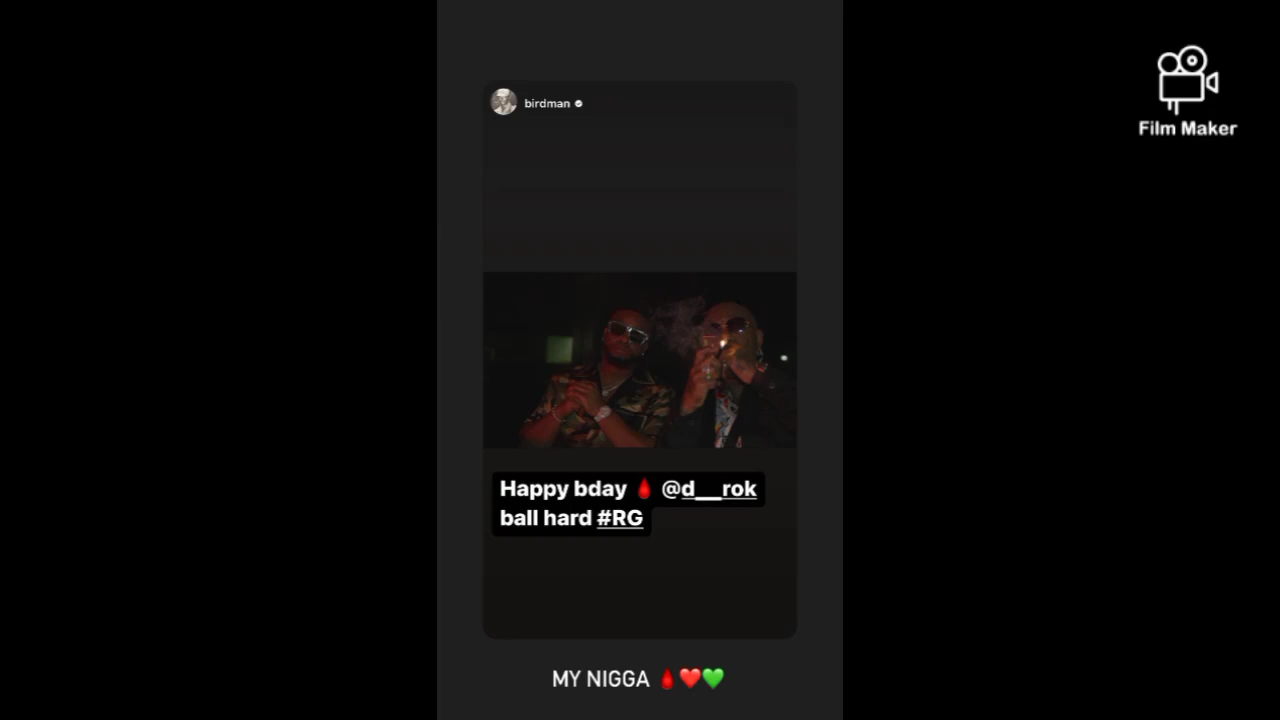 birdman
Film Maker
Happy bday 🩸 @d__rok
ball hard #RG
MY NIGGA 🩸❤️💚